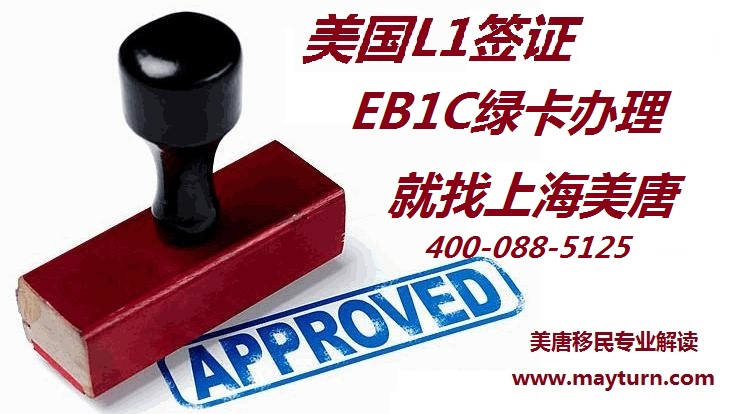 美国L1签证
EB1C绿卡办理
就找上海美唐
400-088-5125
APPROVED
美唐移民专业解读
www.mayturn.com